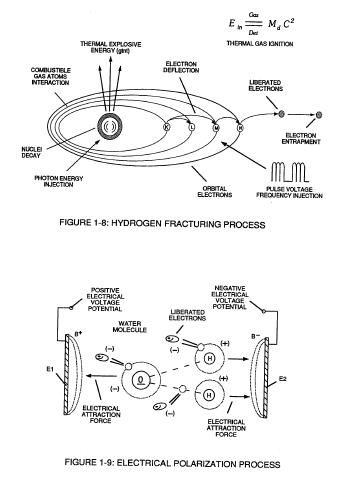 E in = Gas Det M d C 2
THERMAL EXPLOSIVE
ENERGY (gtnt)
THERMAL GAS IGNITION
COMBUSTIBLE
GAS ATOMS
INTERACTION
ELECTRON
DEFLECTION
LIBERATED
ELECTRONS
K L M N
ELECTRON
ENTRAPMENT
NUCLEI
DECAY
PHOTON ENERGY
INJECTION
ORBITAL
ELECTRONS
PULSE VOLTAGE
FREQUENCY INJECTION
FIGURE 1-8: HYDROGEN FRACTURING PROCESS
POSITIVE
ELECTRICAL
VOLTAGE
POTENTIAL
NEGATIVE
ELECTRICAL
VOLTAGE
POTENTIAL
LIBERATED
ELECTRONS
WATER
MOLECULE
B+
B−
(−)
(−)
(+)
H
E1
O
(−)
(−)
(+)
H
E2
ELECTRICAL
ATTRACTION
FORCE
ELECTRICAL
ATTRACTION
FORCE
FIGURE 1-9: ELECTRICAL POLARIZATION PROCESS